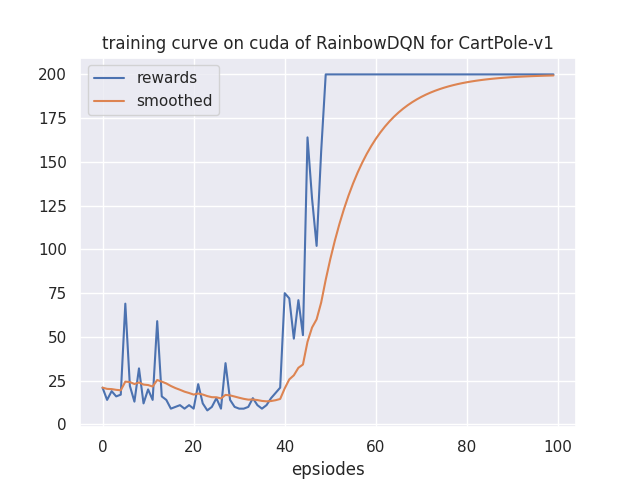 training curve on cuda of RainbowDQN for CartPole-v1
rewards
smoothed
200
175
150
125
100
75
50
25
0
0 20 40 60 80 100
epsiodes